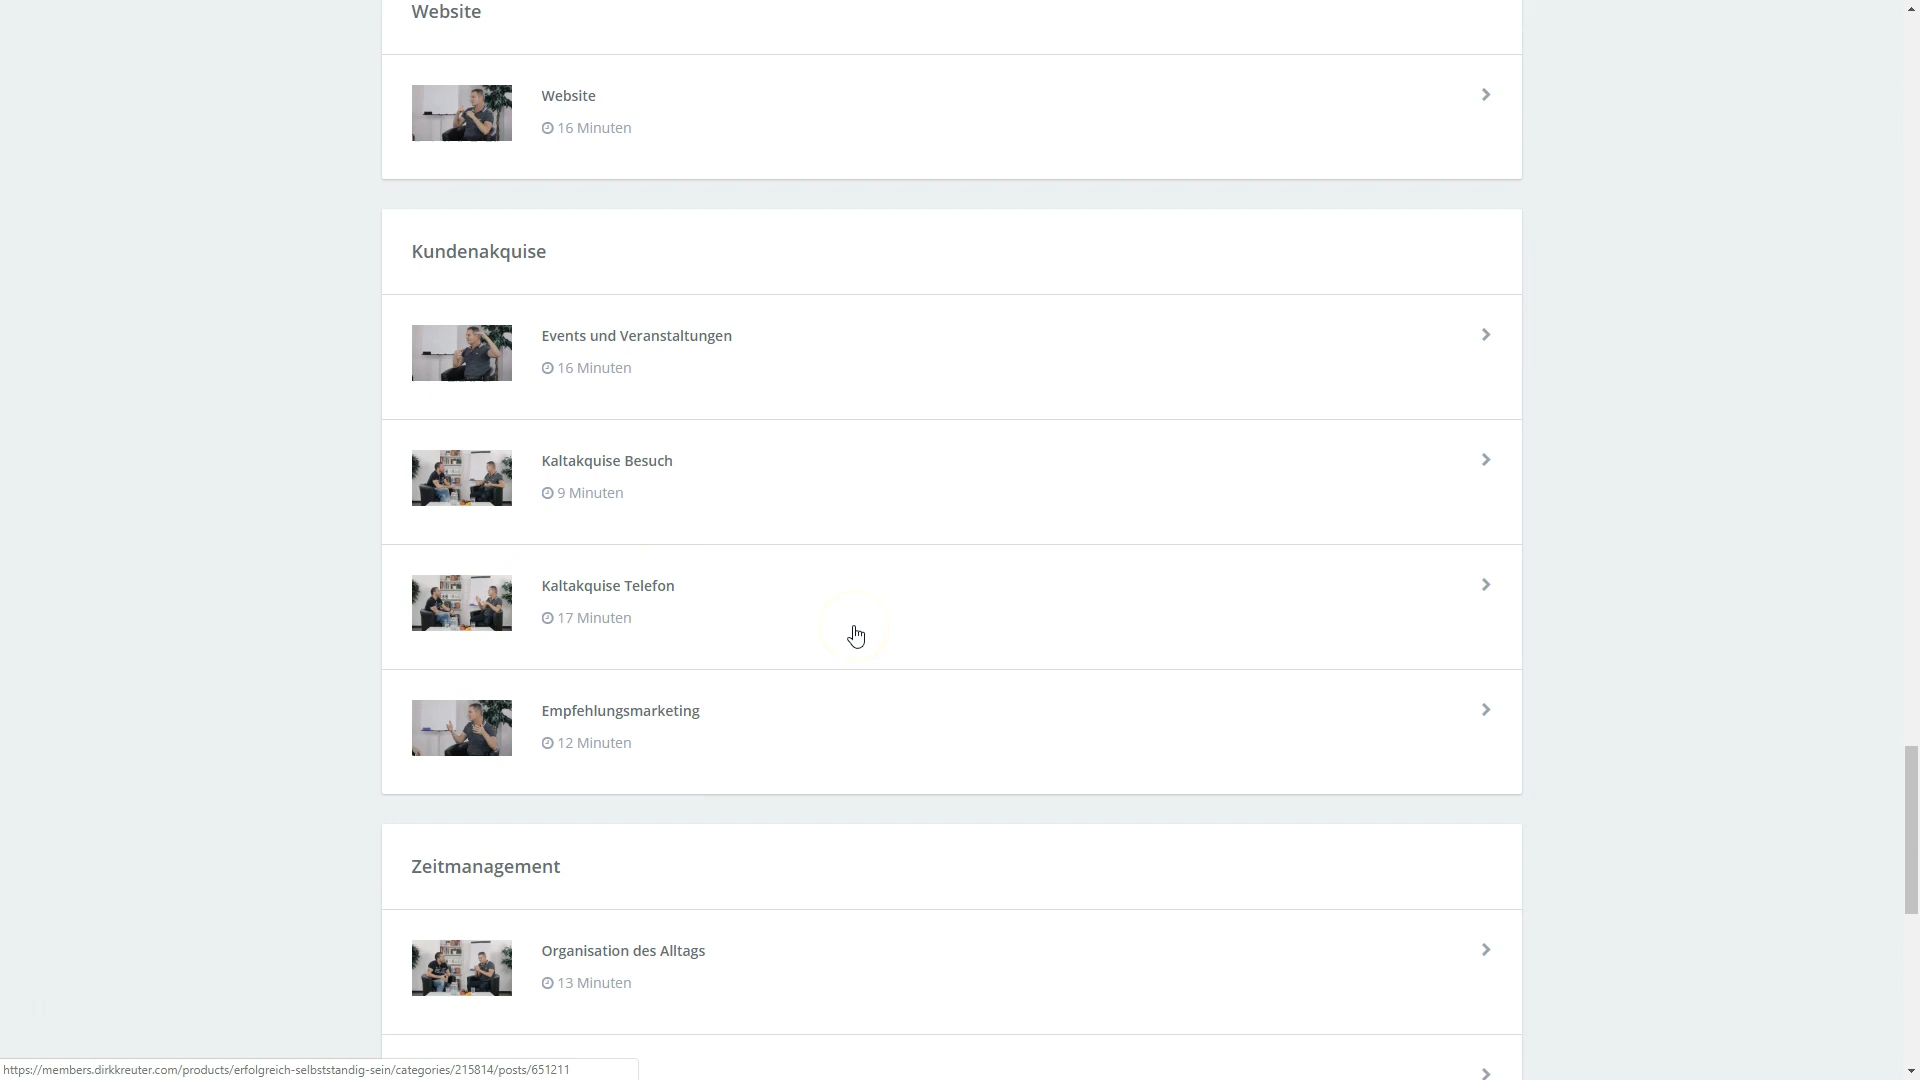 Website
Website
16 Minuten
Kundenakquise
Events und Veranstaltungen
16 Minuten
Kaltakquise Besuch
9 Minuten
Kaltakquise Telefon
17 Minuten
Empfehlungsmarketing
12 Minuten
Zeitmanagement
Organisation des Alltags
13 Minuten
https://members.dirkkreuter.com/products/erfolgreich-selbststandig-sein/categories/215814/posts/651211